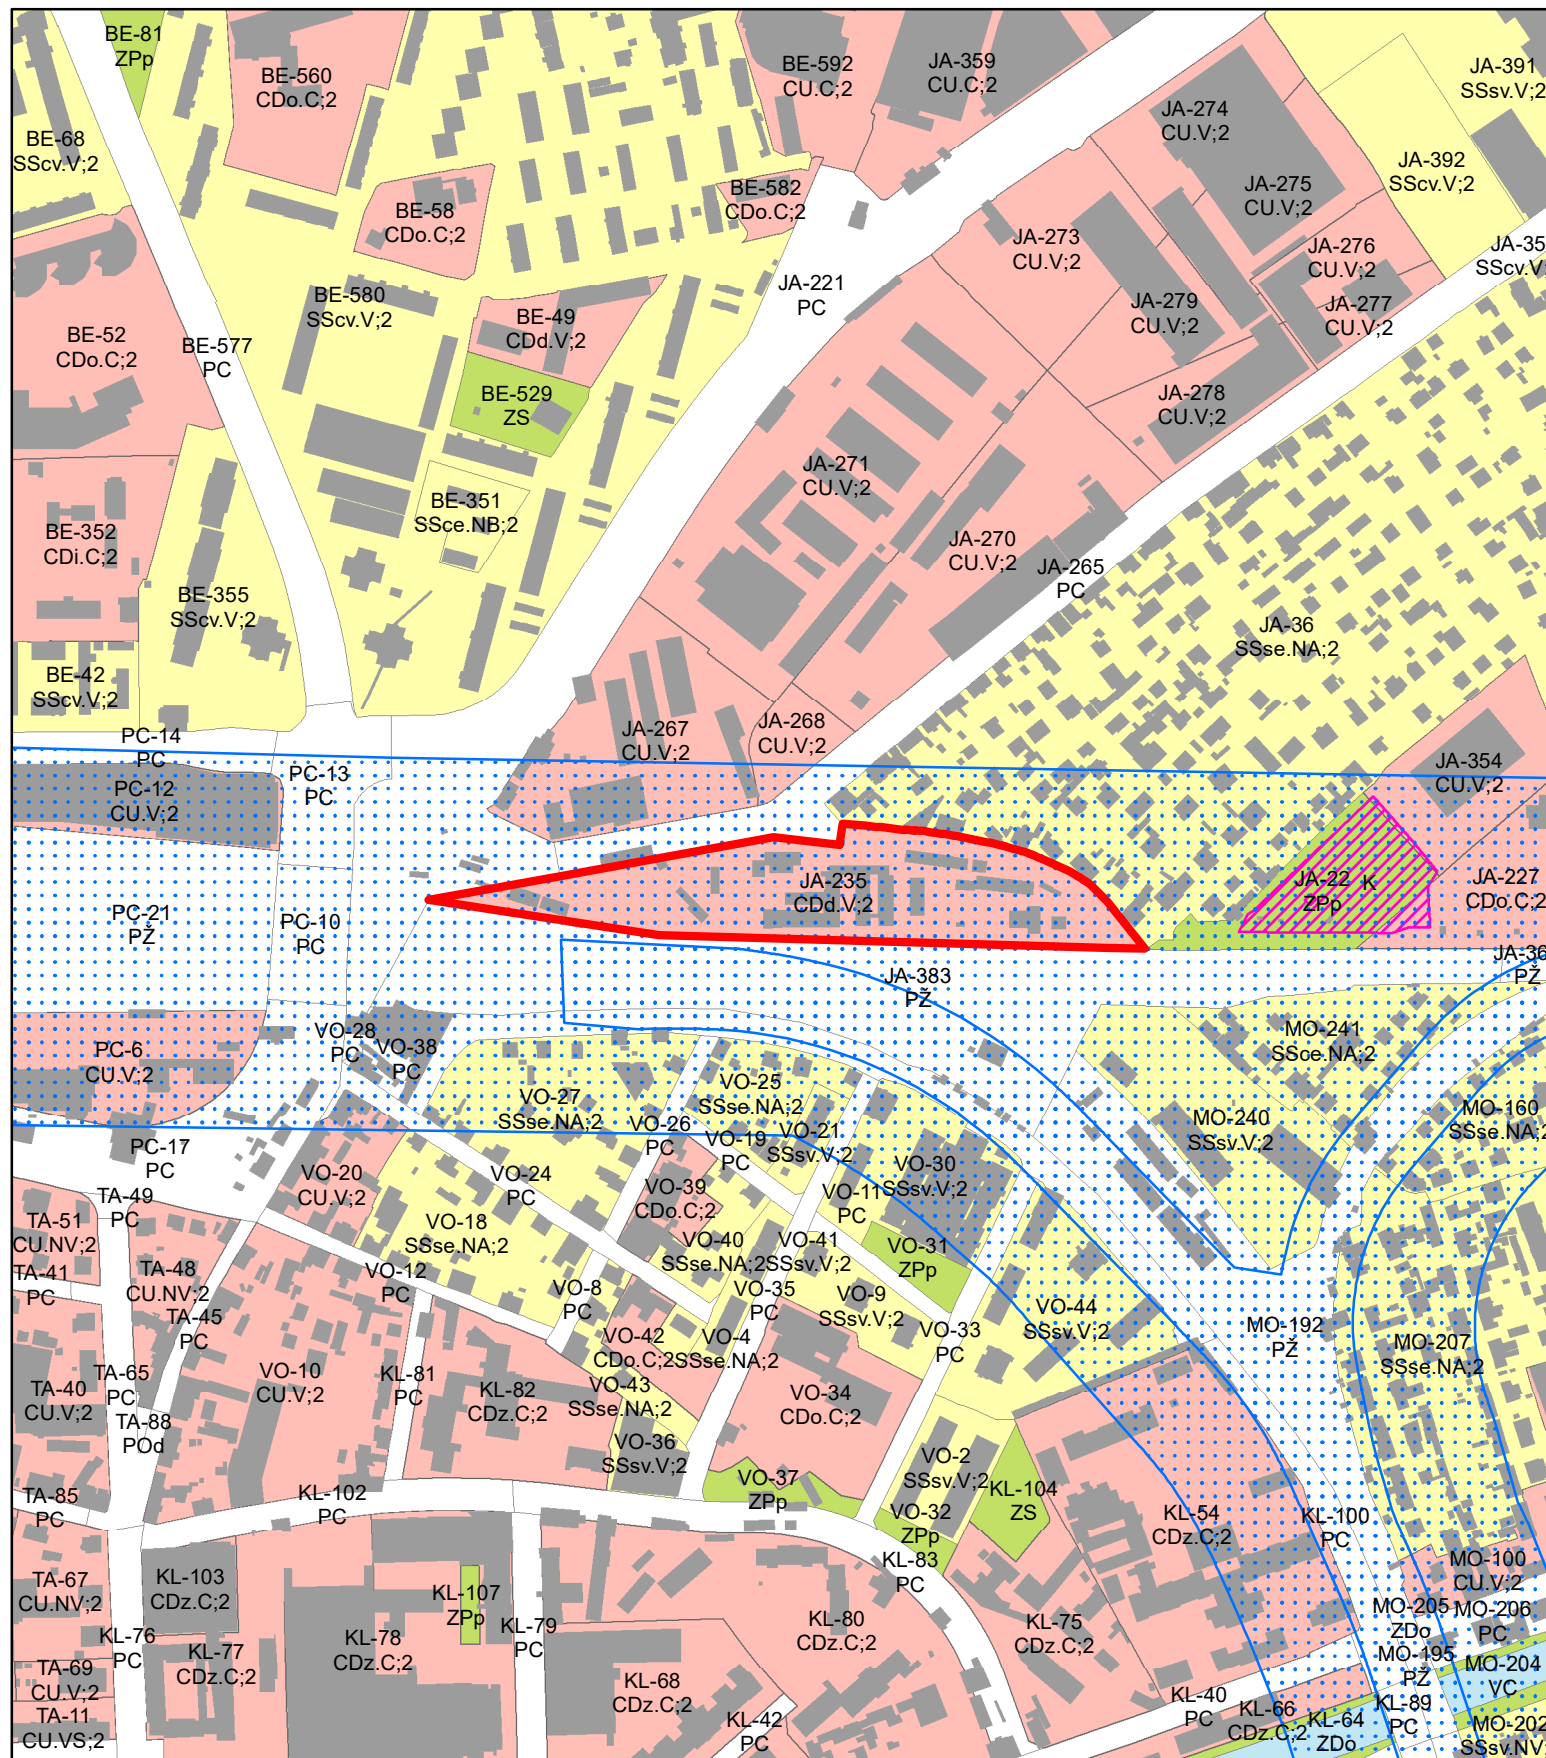 BE-81
ZPp
BE-560
CDo.C;2
BE-592
CU.C;2
JA-359
CU.C;2
JA-391
SSsv.V;2
BE-68
SScv.V;2
JA-274
CU.V;2
JA-392
SScv.V;2
JA-275
CU.V;2
BE-58
CDo.C;2
BE-582
CDo.C;2
JA-273
CU.V;2
JA-276
CU.V;2
JA-35
SScv.V
JA-221
PC
BE-580
SScv.V;2
BE-49
CDd.V;2
JA-279
CU.V;2
JA-277
CU.V;2
BE-52
CDo.C;2
BE-577
PC
BE-529
ZS
JA-278
CU.V;2
JA-271
CU.V;2
BE-351
SSce.NB;2
BE-352
CDi.C;2
JA-270
CU.V;2
JA-265
PC
BE-355
SScv.V;2
JA-36
SSse.NA;2
BE-42
SScv.V;2
PC-14
PC
JA-267
CU.V;2
JA-268
CU.V;2
JA-354
CU.V;2
PC-13
PC
PC-12
CU.V;2
JA-235
CDd.V;2
JA-22
ZPp
K
JA-227
CDo.C;2
PC-21
PŽ
PC-10
PC
JA-383
PŽ
JA-36
PŽ
VO-28
PC
VO-38
PC
MO-241
SSce.NA;2
PC-6
CU.V;2
VO-27
SSse.NA;2
VO-25
SSse.NA;2
MO-240
SSsv.V;2
MO-160
SSse.NA;2
VO-26
PC
VO-19
PC
VO-21
SSsv.V;2
PC-17
PC
VO-20
CU.V;2
VO-24
PC
VO-39
CDo.C;2
VO-11
PC
VO-30
SSsv.V;2
TA-49
PC
TA-51
CU.NV;2
VO-18
SSse.NA;2
VO-40
SSse.NA;2
VO-41
SSsv.V;2
VO-31
ZPp
TA-41
PC
TA-48
CU.NV;2
VO-12
PC
VO-8
PC
VO-35
PC
VO-9
SSsv.V;2
VO-44
SSsv.V;2
TA-45
PC
VO-42
CDo.C;2
VO-4
SSse.NA;2
VO-33
PC
MO-192
PŽ
MO-207
SSse.NA;2
TA-65
PC
TA-40
CU.V;2
VO-10
CU.V;2
KL-81
PC
KL-82
CDz.C;2
VO-43
SSse.NA;2
VO-34
CDo.C;2
TA-88
POd
VO-36
SSsv.V;2
VO-2
SSsv.V;2
VO-37
ZPp
KL-104
ZS
TA-85
PC
KL-102
PC
VO-32
ZPp
KL-54
CDz.C;2
KL-100
PC
KL-83
PC
MO-100
CU.V;2
TA-67
CU.NV;2
KL-103
CDz.C;2
KL-107
ZPp
MO-205
ZDo
MO-206
PC
KL-76
PC
KL-77
CDz.C;2
KL-78
CDz.C;2
KL-79
PC
KL-80
CDz.C;2
KL-75
CDz.C;2
MO-195
PŽ
MO-204
VC
TA-69
CU.V;2
KL-68
CDz.C;2
KL-40
PC
KL-89
PC
TA-11
CU.VS;2
KL-42
PC
KL-66
CDz.C;2
KL-64
ZDo
MO-202
SSsv.NV